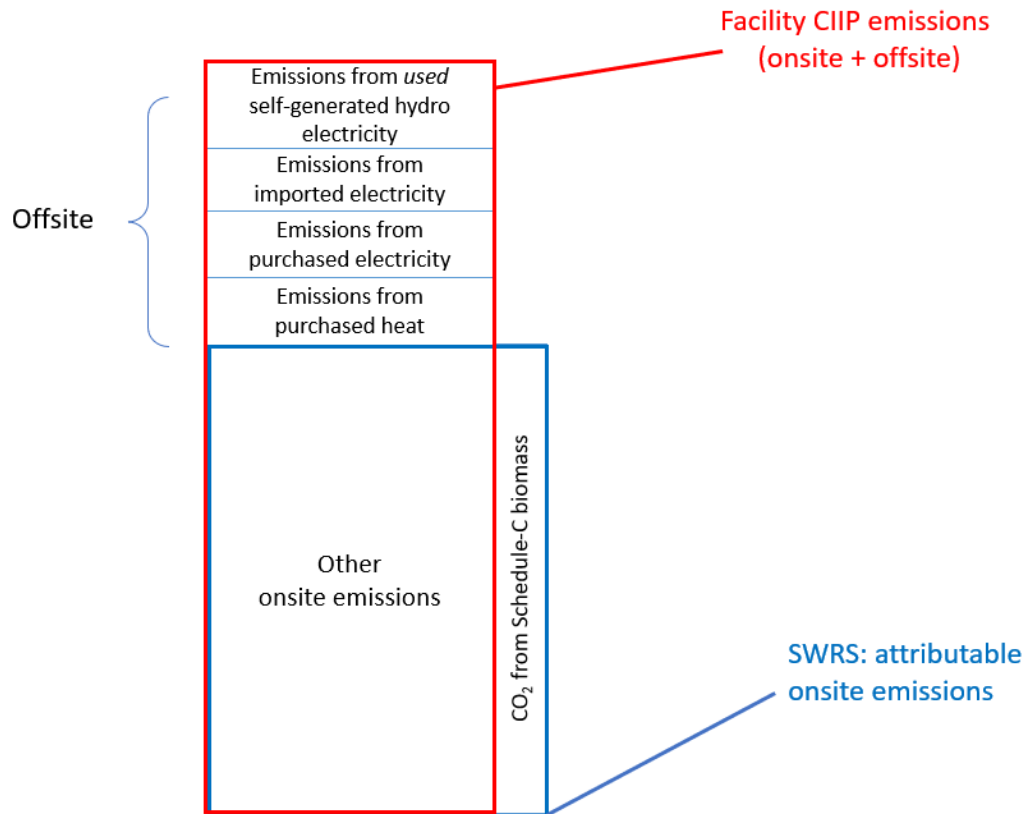 Facility CIIP emissions
(onsite + offsite)
Emissions from used
self-generated hydro
electricity
Emissions from
imported electricity
Offsite
Emissions from
purchased electricity
Emissions from
purchased heat
Other
onsite emissions
CO₂ from Schedule-C biomass
SWRS: attributable
onsite emissions